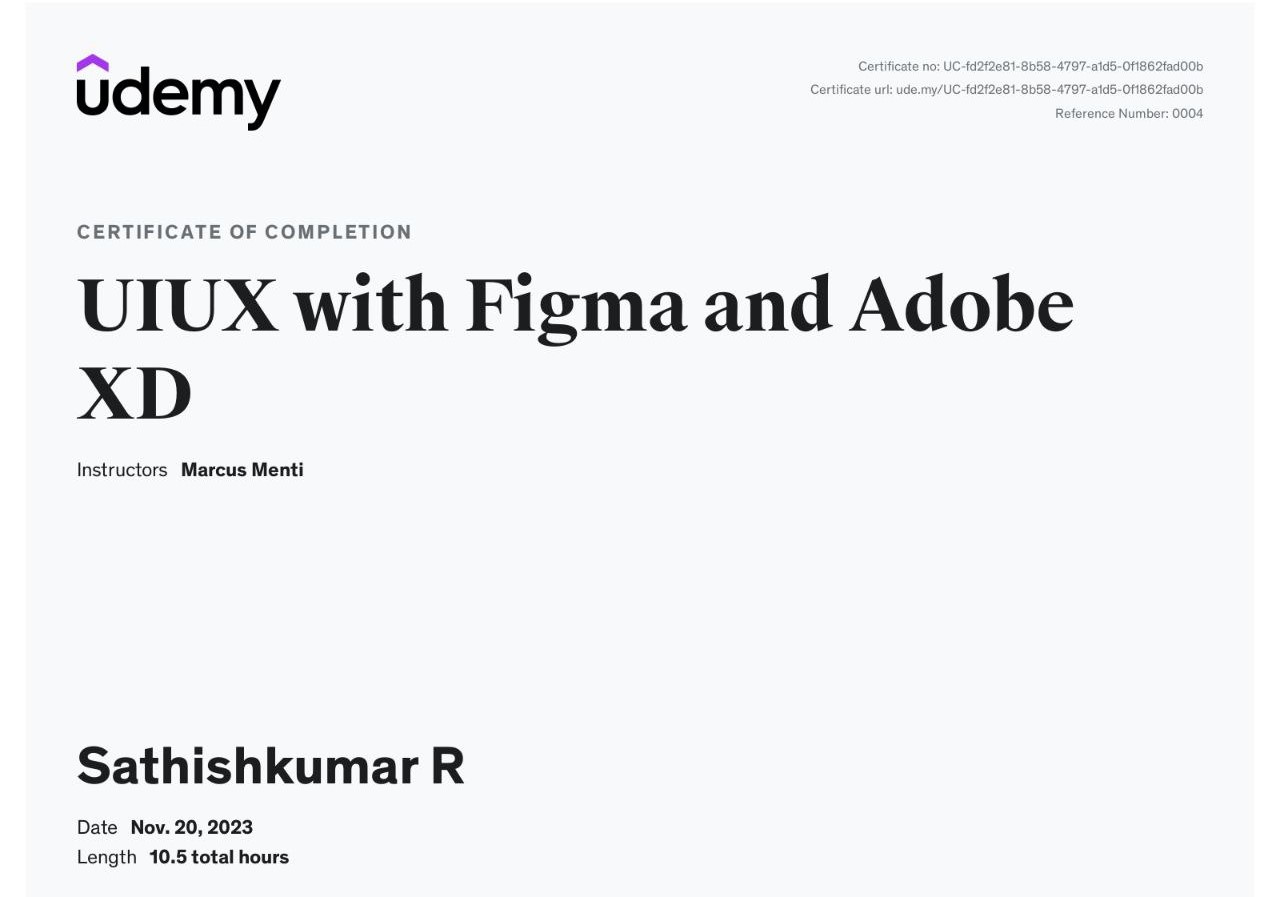 udemy
Certificate no: UC-fd2f2e81-8b58-4797-a1d5-0f1862fad00b
Certificate url: ude.my/UC-fd2f2e81-8b58-4797-a1d5-0f1862fad00b
Reference Number: 0004
CERTIFICATE OF COMPLETION
UIUX with Figma and Adobe
XD
Instructors Marcus Menti
Sathishkumar R
Date Nov. 20, 2023
Length 10.5 total hours